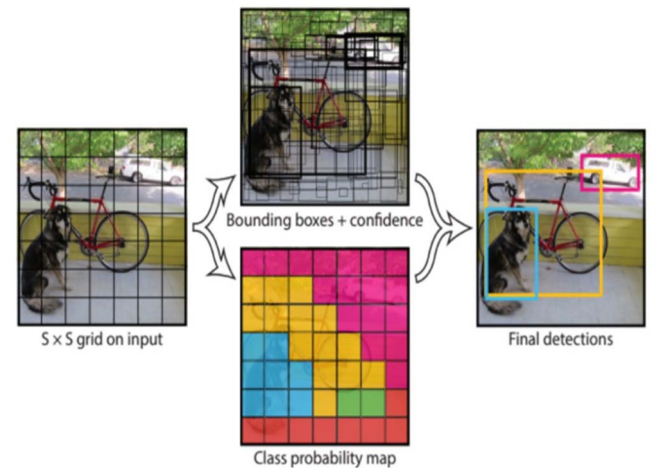 Bounding boxes + confidence
S × S grid on input
Final detections
Class probability map